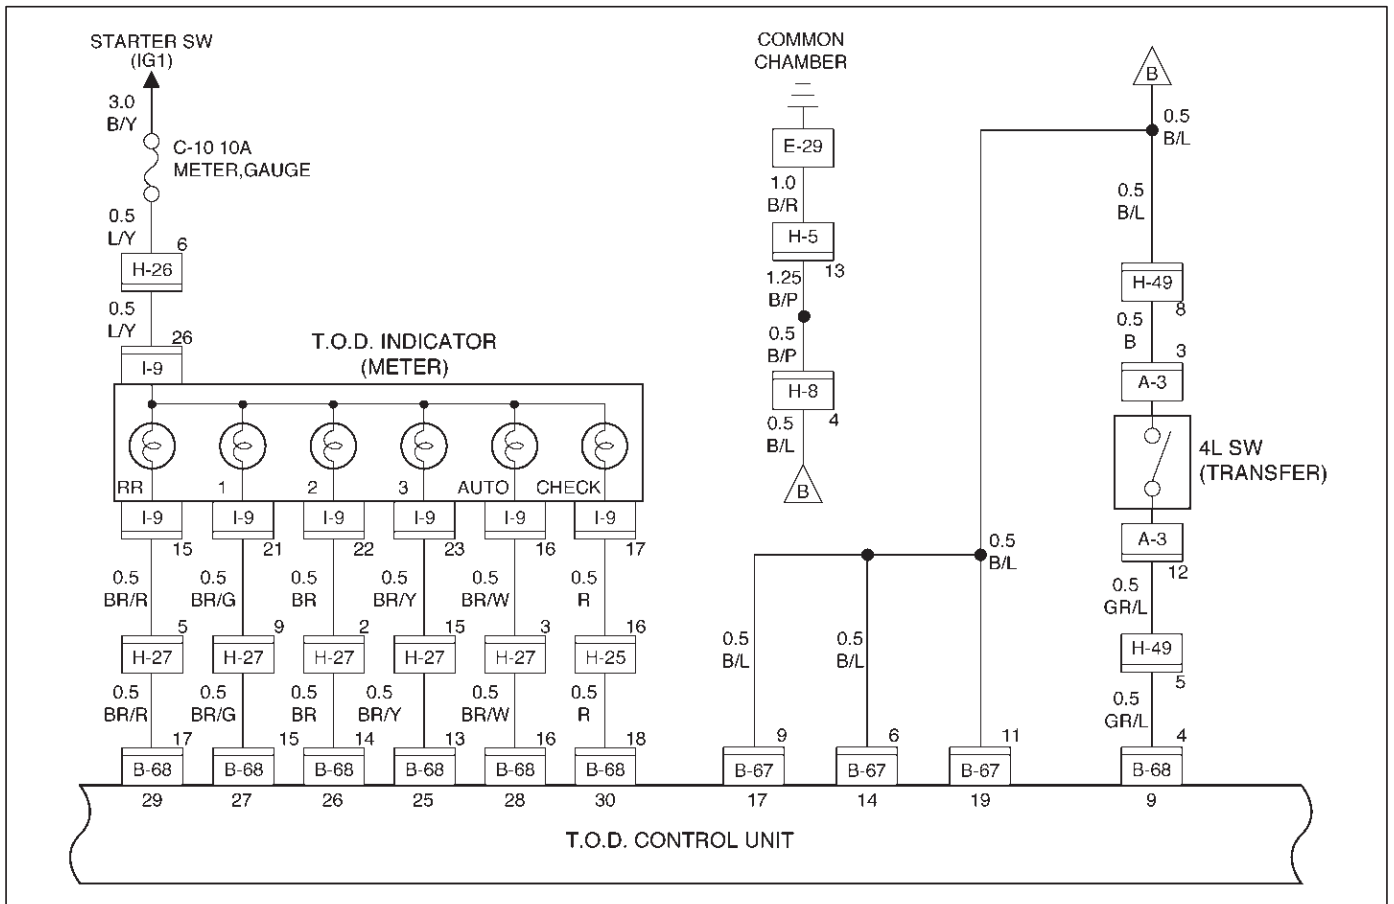 STARTER SW
(IG1)
3.0
B/Y
C-10 10A
METER,GAUGE
0.5
L/Y
6
H-26
0.5
L/Y
26
I-9
T.O.D. INDICATOR
(METER)
RR 1 2 3 AUTO CHECK
I-9 I-9 I-9 I-9 I-9 I-9
15 21 22 23 16 17
0.5 0.5 0.5 0.5 0.5 0.5
BR/R BR/G BR BR/Y BR/W R
5 9 2 15 3 16
H-27 H-27 H-27 H-27 H-27 H-25
0.5 0.5 0.5 0.5 0.5 0.5
BR/R BR/G BR BR/Y BR/W R
17 15 14 13 16 18
B-68 B-68 B-68 B-68 B-68 B-68
29 27 26 25 28 30
COMMON
CHAMBER
E-29
1.0
B/R
H-5
13
1.25
B/P
0.5
B/P
H-8
4
0.5
B/L
B
B
0.5
B/L
0.5
B/L
H-49
8
0.5
B
3
A-3
4L SW
(TRANSFER)
A-3
12
0.5
GR/L
H-49
5
0.5
GR/L
4
B-68
9
0.5
B/L
0.5
B/L
0.5
B/L
9 6 11
B-67 B-67 B-67
17 14 19
T.O.D. CONTROL UNIT